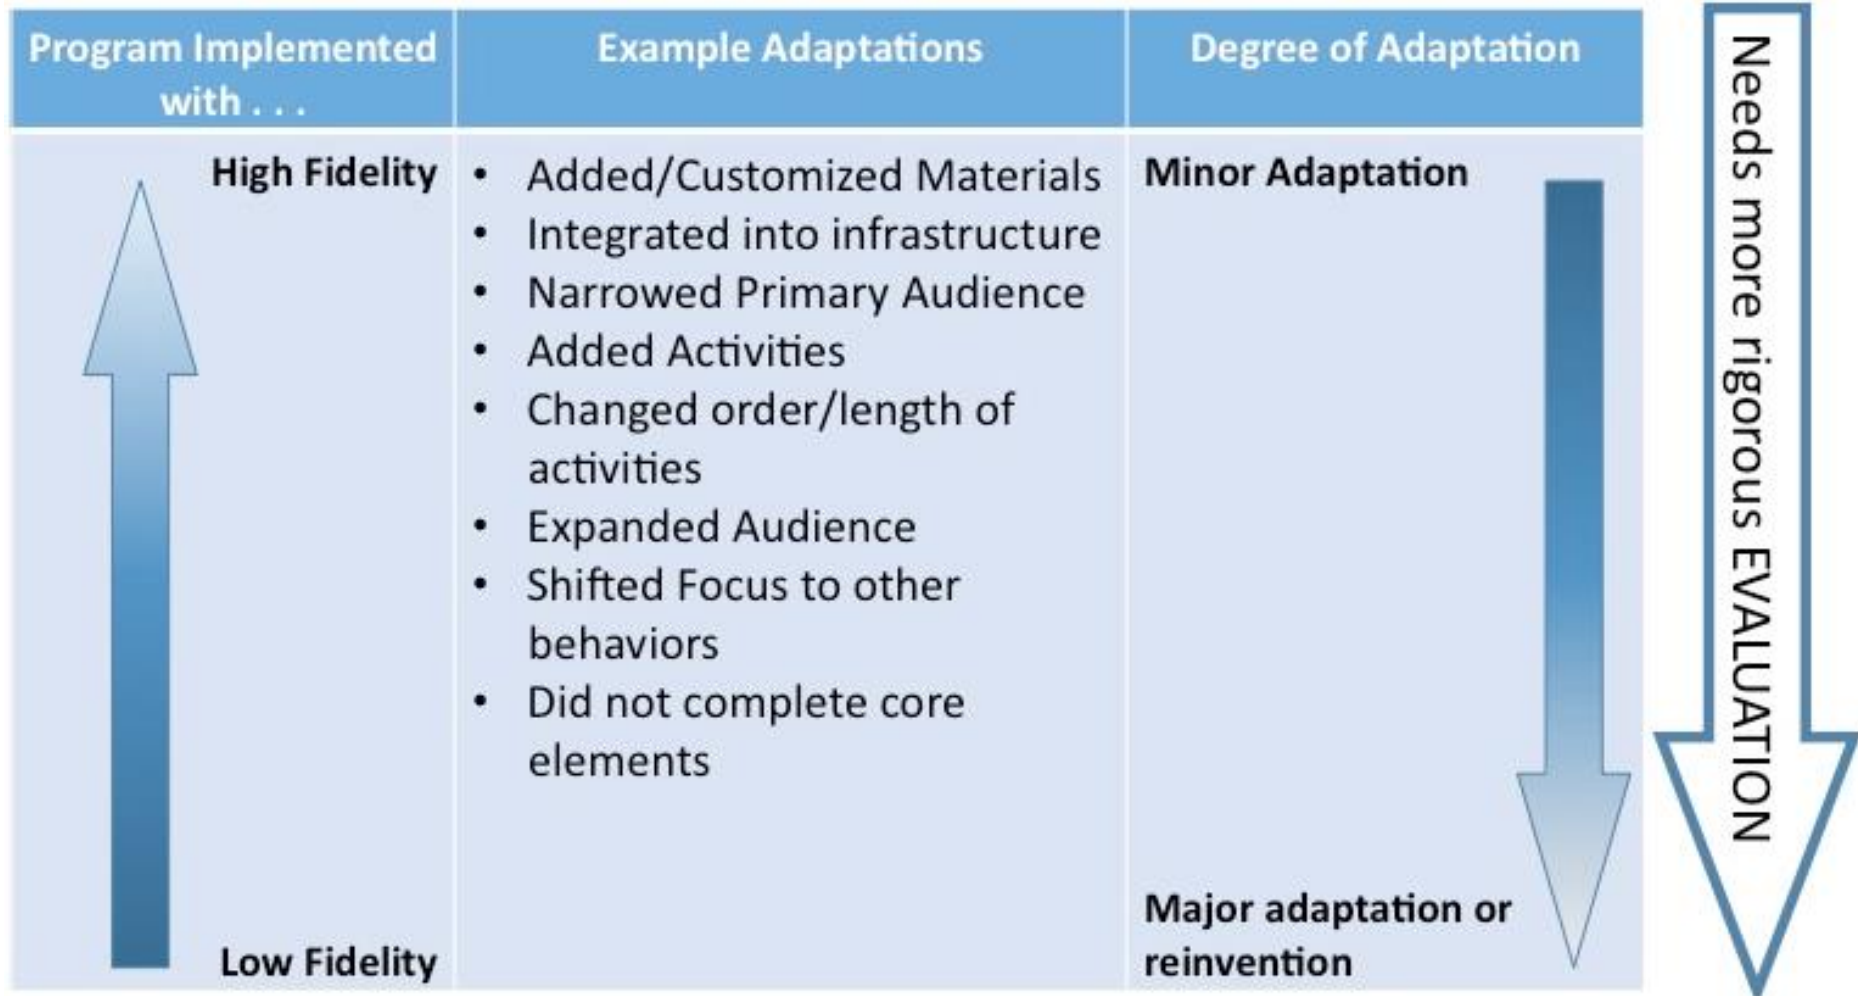 Program Implemented
with . . .
Example Adaptations
Degree of Adaptation
High Fidelity
Low Fidelity
• Added/Customized Materials
• Integrated into infrastructure
• Narrowed Primary Audience
• Added Activities
• Changed order/length of
activities
• Expanded Audience
• Shifted Focus to other
behaviors
• Did not complete core
elements
Minor Adaptation
Major adaptation or
reinvention
Needs more rigorous EVALUATION